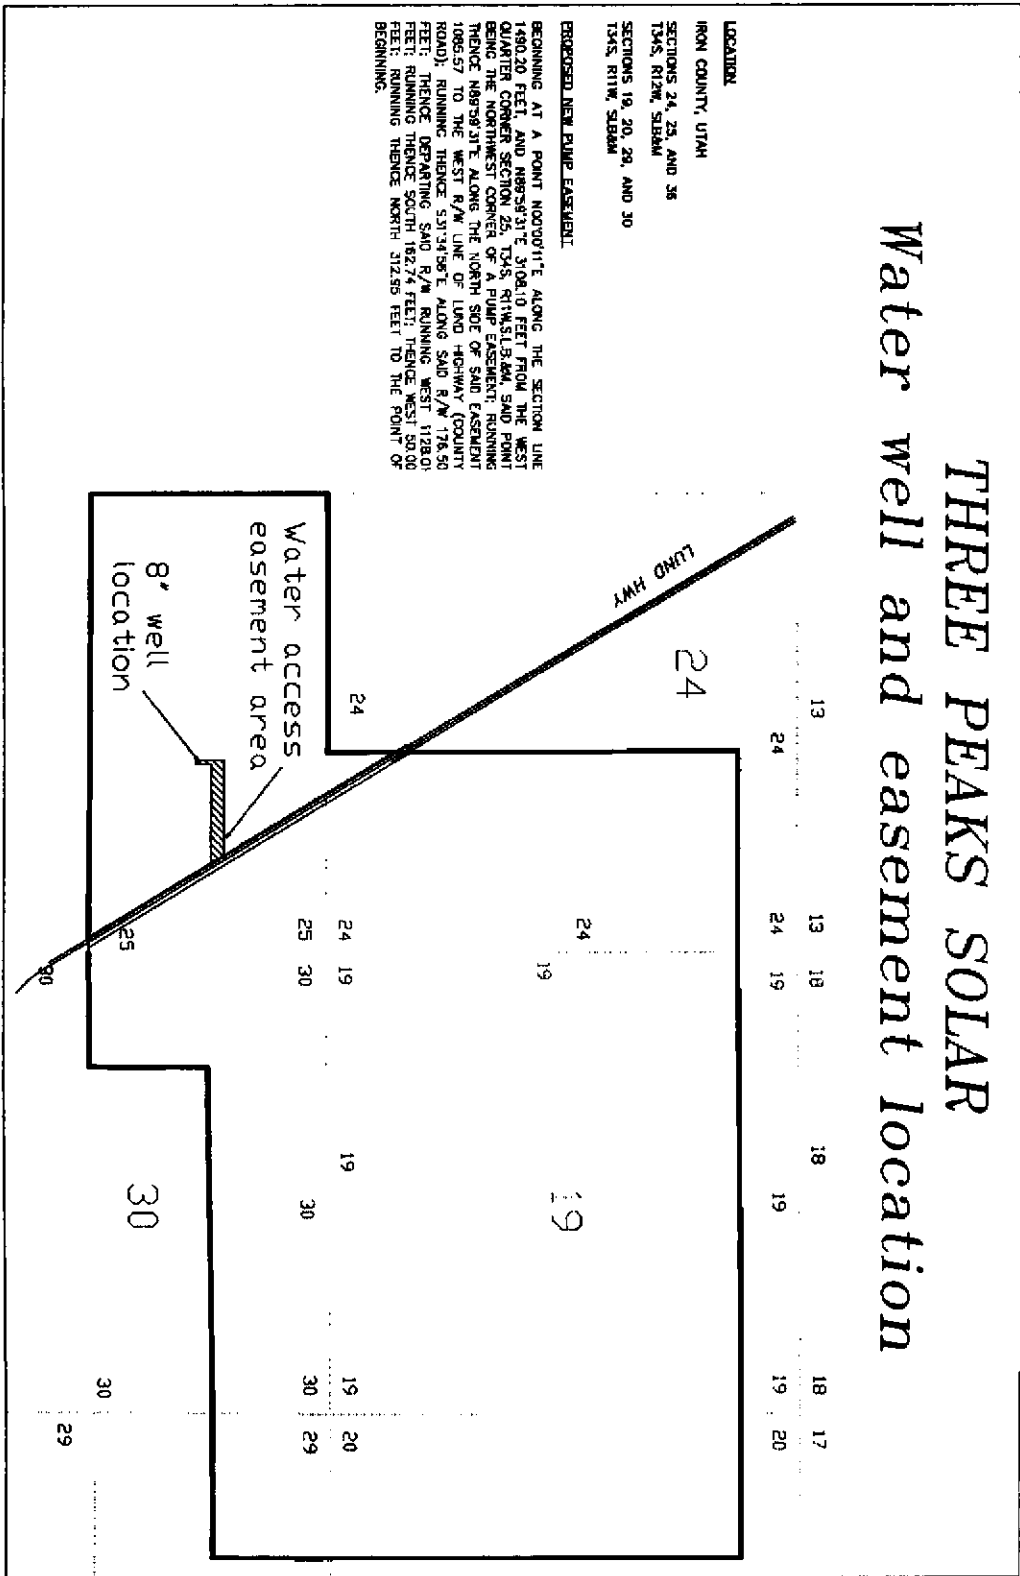 THREE PEAKS SOLAR
Water well and easement location
LOCATION
IRON COUNTY, UTAH
SECTIONS 24, 25, AND 36
T34S, R12W, SLB&M
SECTIONS 19, 20, 29, AND 30
T34S, R11W, SLB&M
PROPOSED NEW PUMP EASEMENT
BEGINNING AT A POINT N00°00'11"E ALONG THE SECTION LINE
1490.20 FEET, AND N89°59'31"E 3108.10 FEET FROM THE WEST
QUARTER CORNER SECTION 25, T34S, R11W,S.L.B.&M, SAID POINT
BEING THE NORTHWEST CORNER OF A PUMP EASEMENT; RUNNING
THENCE N89°59'31"E ALONG THE NORTH SIDE OF SAID EASEMENT
1085.57 TO THE WEST R/W LINE OF LUND HIGHWAY (COUNTY
ROAD); RUNNING THENCE S31°34'56"E ALONG SAID R/W 176.50
FEET; THENCE DEPARTING SAID R/W RUNNING WEST 1128.01
FEET; RUNNING THENCE SOUTH 162.74 FEET; THENCE WEST 50.00
FEET; RUNNING THENCE NORTH 312.95 FEET TO THE POINT OF
BEGINNING.
13
13 18
18
18 17
24
24 19
19
19 20
LUND HWY
24
24
19
19
24
24 19
19
19 20
25 30
30
30 29
Water access
easement area
8" well
location
25
30
30
30
29